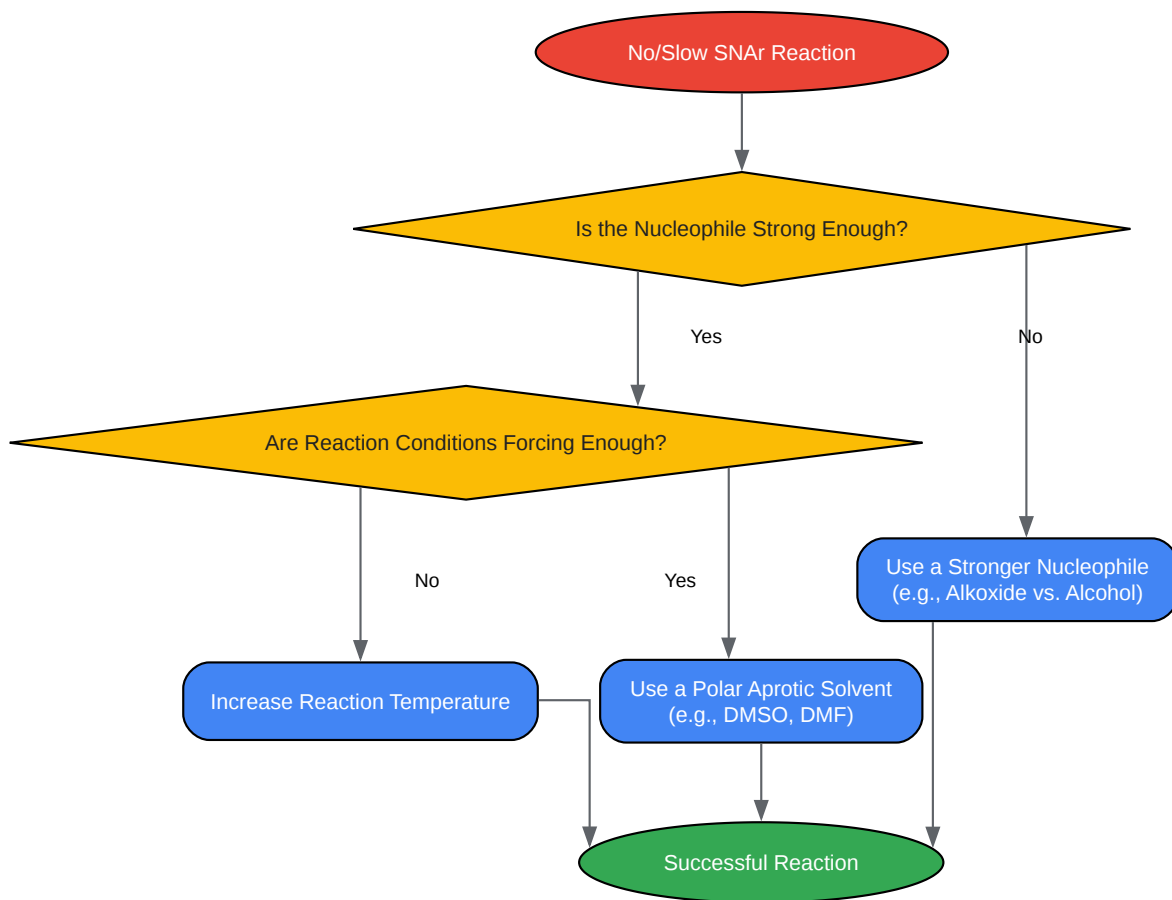 No/Slow SNAr Reaction
Is the Nucleophile Strong Enough?
Yes
No
Are Reaction Conditions Forcing Enough?
No
Yes
Use a Stronger Nucleophile
(e.g., Alkoxide vs. Alcohol)
Increase Reaction Temperature
Use a Polar Aprotic Solvent
(e.g., DMSO, DMF)
Successful Reaction